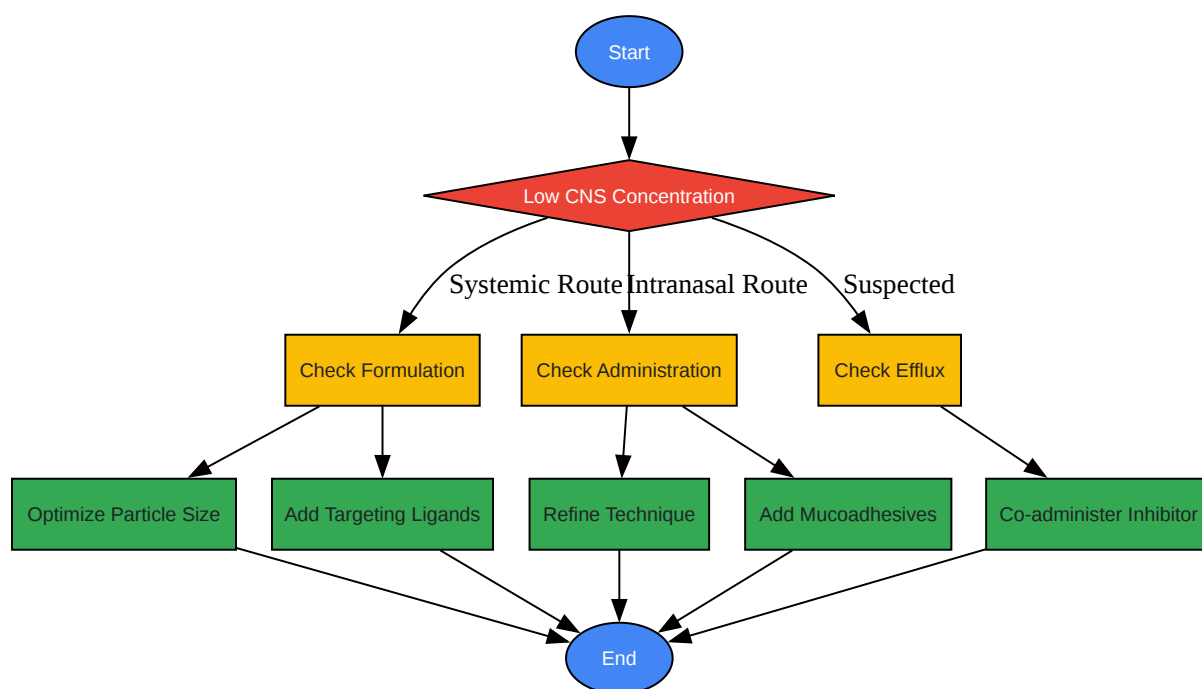 Start
Low CNS Concentration
Systemic Route
Intranasal Route
Suspected
Check Formulation
Check Administration
Check Efflux
Optimize Particle Size
Add Targeting Ligands
Refine Technique
Add Mucoadhesives
Co-administer Inhibitor
End